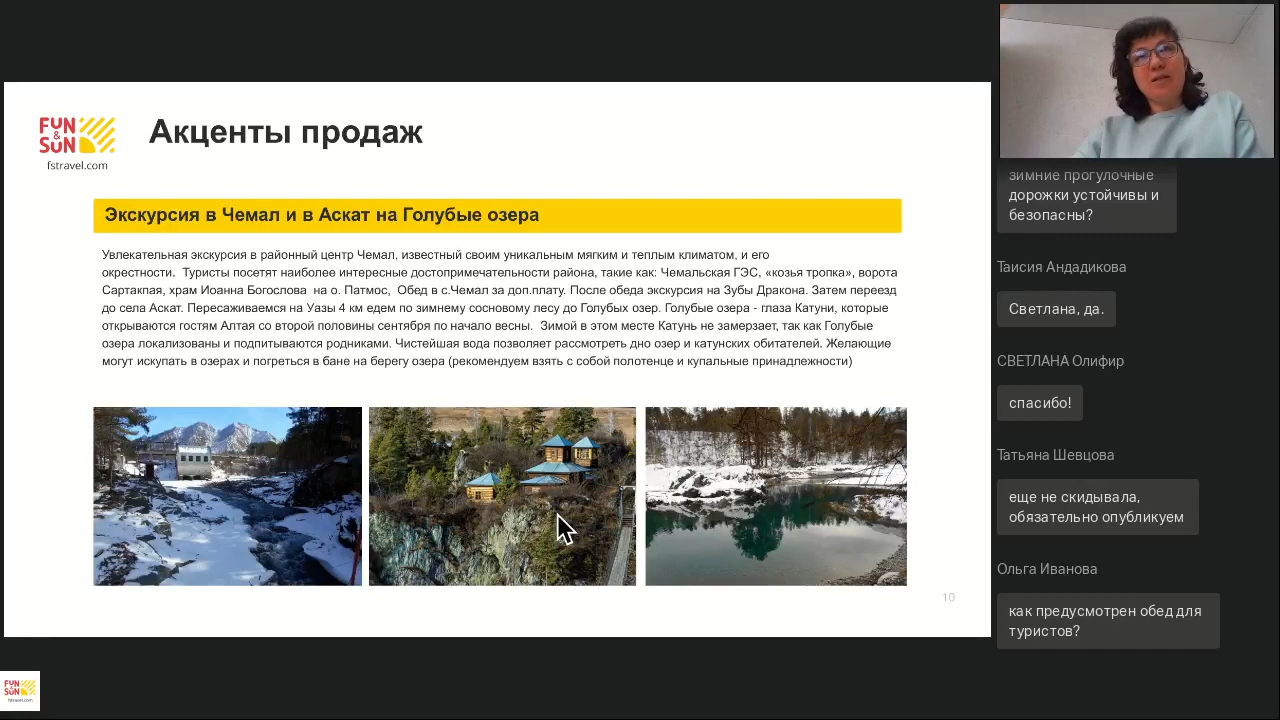 FUN
&
SUN
fstravel.com
Акценты продаж
Экскурсия в Чемал и в Аскат на Голубые озера
Увлекательная экскурсия в районный центр Чемал, известный своим уникальным мягким и теплым климатом, и его
окрестности. Туристы посетят наиболее интересные достопримечательности района, такие как: Чемальская ГЭС, «козья тропка», ворота
Сартакпая, храм Иоанна Богослова на о. Патмос, Обед в с.Чемал за доп.плату. После обеда экскурсия на Зубы Дракона. Затем переезд
до села Аскат. Пересаживаемся на Уазы 4 км едем по зимнему сосновому лесу до Голубых озер. Голубые озера - глаза Катуни, которые
открываются гостям Алтая со второй половины сентября по начало весны. Зимой в этом месте Катунь не замерзает, так как Голубые
озера локализованы и подпитываются родниками. Чистейшая вода позволяет рассмотреть дно озер и катунских обитателей. Желающие
могут искупать в озерах и погреться в бане на берегу озера (рекомендуем взять с собой полотенце и купальные принадлежности)
10
зимние прогулочные
дорожки устойчивы и
безопасны?
Таисия Андадикова
Светлана, да.
СВЕТЛАНА Олифир
спасибо!
Татьяна Шевцова
еще не скидывала,
обязательно опубликуем
Ольга Иванова
как предусмотрен обед для
туристов?
FUN
&
SUN
fstravel.com